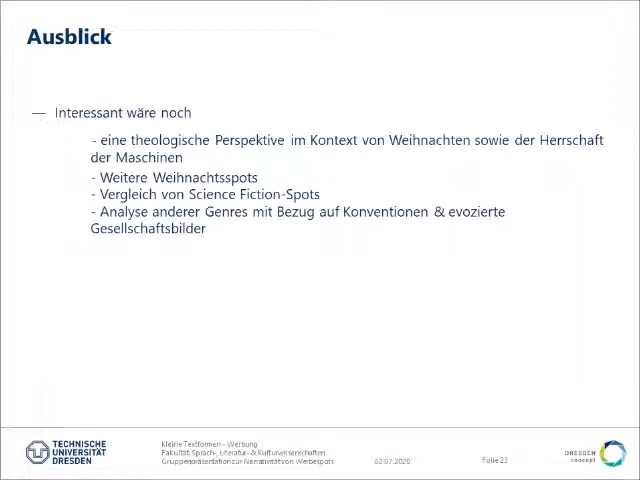 Ausblick
— Interessant wäre noch
- eine theologische Perspektive im Kontext von Weihnachten sowie der Herrschaft
der Maschinen
- Weitere Weihnachtsspots
- Vergleich von Science Fiction-Spots
- Analyse anderer Genres mit Bezug auf Konventionen & evozierte
Gesellschaftsbilder
TECHNISCHE
UNIVERSITÄT
DRESDEN
Kleine Textformen – Werbung
Fakultät Sprach-, Literatur- & Kulturwissenschaften
Gruppenpräsentation zur Narrativität von Werbespots
02.07.2020
Folie 23
DRESDEN
concept